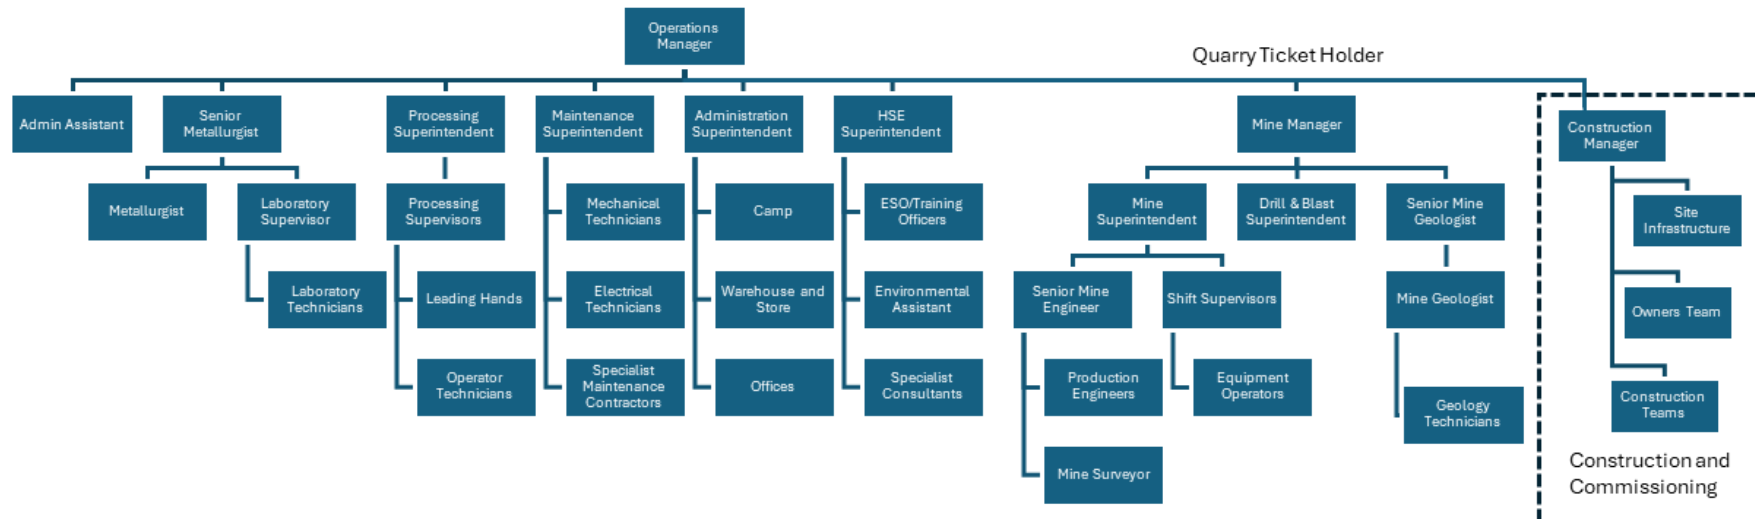 Operations
Manager
Quarry Ticket Holder
Admin Assistant
Senior
Metallurgist
Processing
Superintendent
Maintenance
Superintendent
Administration
Superintendent
HSE
Superintendent
Mine Manager
Construction
Manager
Metallurgist
Laboratory
Supervisor
Processing
Supervisors
Mechanical
Technicians
Camp
ESO/Training
Officers
Mine
Superintendent
Drill & Blast
Superintendent
Senior Mine
Geologist
Site
Infrastructure
Laboratory
Technicians
Leading Hands
Electrical
Technicians
Warehouse and
Store
Environmental
Assistant
Senior Mine
Engineer
Shift Supervisors
Mine Geologist
Owners Team
Operator
Technicians
Specialist
Maintenance
Contractors
Offices
Specialist
Consultants
Production
Engineers
Equipment
Operators
Geology
Technicians
Construction
Teams
Mine Surveyor
Construction and
Commissioning